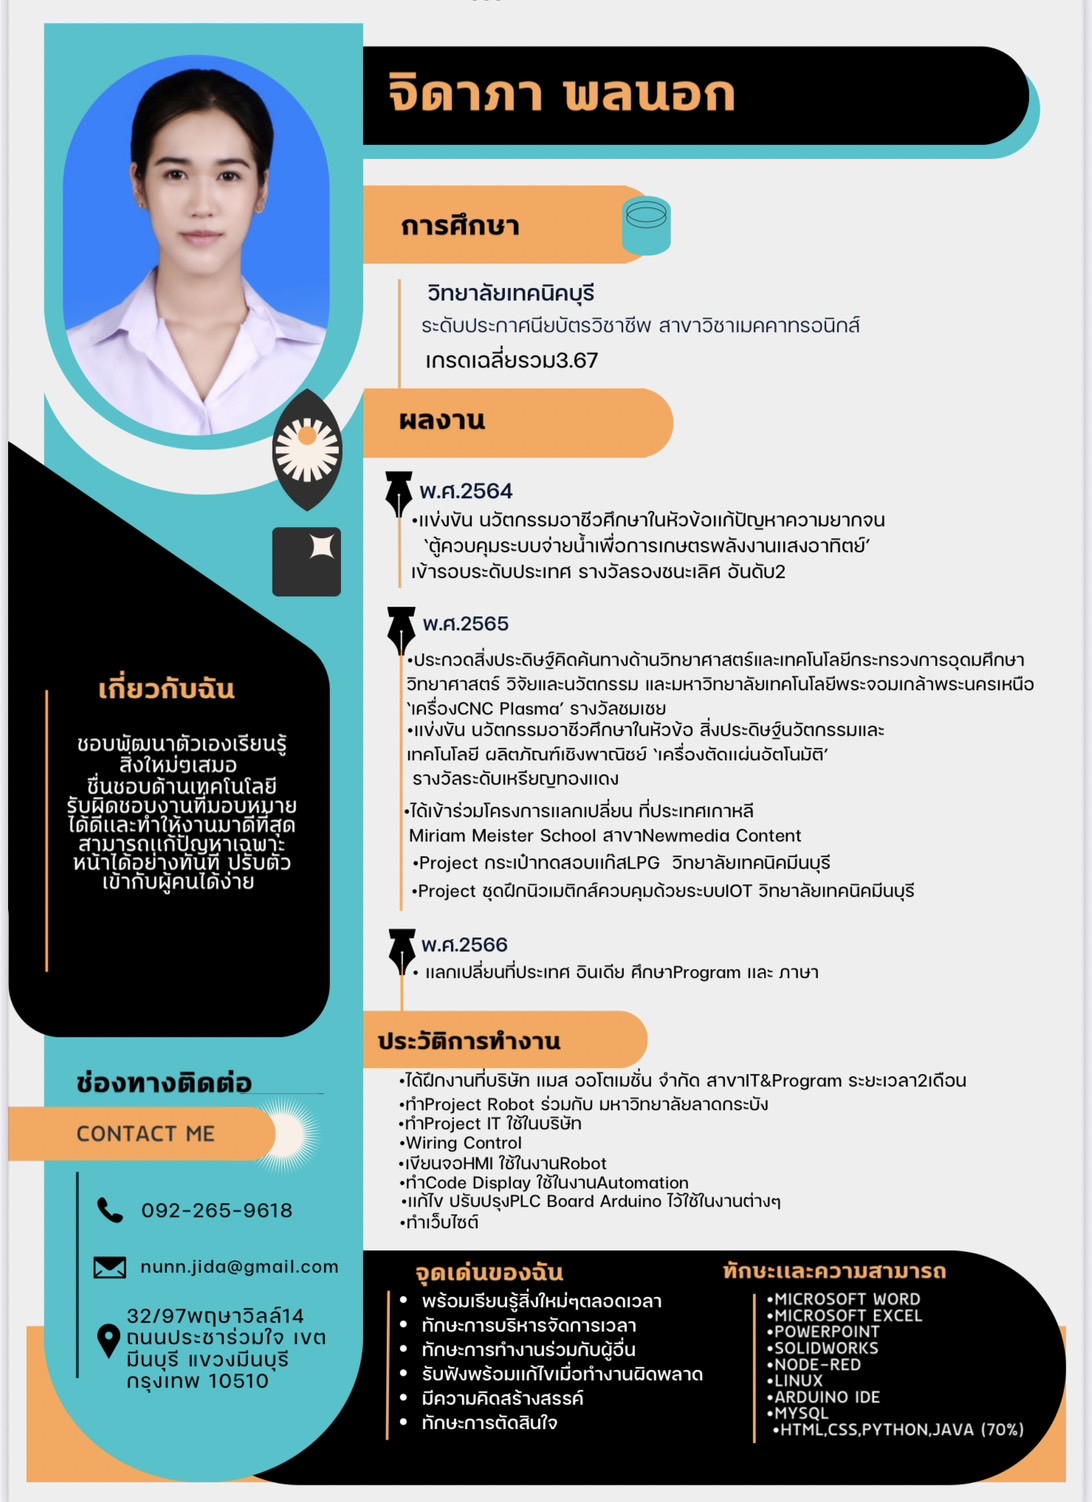 จิดาภา พลนอก
การศึกษา
วิทยาลัยเทคนิคบุรี
ระดับประกาศนียบัตรวิชาชีพ สาขาวิชาเมคคาทรอนิกส์
เกรดเฉลี่ยรวม3.67
ผลงาน
พ.ศ.2564
•แข่งขัน นวัตกรรมอาชีวศึกษาในหัวข้อแก้ปัญหาความยากจน
‘ตู้ควบคุมระบบจ่ายน้ำเพื่อการเกษตรพลังงานแสงอาทิตย์’
เข้ารอบระดับประเทศ รางวัลรองชนะเลิศ อันดับ2
พ.ศ.2565
•ประกวดสิ่งประดิษฐ์คิดค้นทางด้านวิทยาศาสตร์และเทคโนโลยีกระทรวงการอุดมศึกษา
วิทยาศาสตร์ วิจัยและนวัตกรรม และมหาวิทยาลัยเทคโนโลยีพระจอมเกล้าพระนครเหนือ
‘เครื่องCNC Plasma’ รางวัลชมเชย
•แข่งขัน นวัตกรรมอาชีวศึกษาในหัวข้อ สิ่งประดิษฐ์นวัตกรรมและ
เทคโนโลยี ผลิตภัณฑ์เชิงพาณิชย์ ‘เครื่องตัดแผ่นอัตโนมัติ’
รางวัลระดับเหรียญทองแดง
•ได้เข้าร่วมโครงการแลกเปลี่ยน ที่ประเทศเกาหลี
Miriam Meister School สาขาNewmedia Content
•Project กระเป๋าทดสอบแก๊สLPG วิทยาลัยเทคนิคมีนบุรี
•Project ชุดฝึกนิวเมติกส์ควบคุมด้วยระบบIOT วิทยาลัยเทคนิคมีนบุรี
พ.ศ.2566
• แลกเปลี่ยนที่ประเทศ อินเดีย ศึกษาProgram และ ภาษา
ประวัติการทำงาน
•ได้ฝึกงานที่บริษัท แมส ออโตเมชั่น จำกัด สาขาIT&Program ระยะเวลา2เดือน
•ทำProject Robot ร่วมกับ มหาวิทยาลัยลาดกระบัง
•ทำProject IT ใช้ในบริษัท
•Wiring Control
•เขียนจอHMI ใช้ในงานRobot
•ทำCode Display ใช้ในงานAutomation
•แก้ไข ปรับปรุงPLC Board Arduino ไว้ใช้ในงานต่างๆ
•ทำเว็บไซต์
เกี่ยวกับฉัน
ชอบพัฒนาตัวเองเรียนรู้
สิ่งใหม่ๆเสมอ
ชื่นชอบด้านเทคโนโลยี
รับผิดชอบงานที่มอบหมาย
ได้ดีและทำให้งานมาดีที่สุด
สามารถแก้ปัญหาเฉพาะ
หน้าได้อย่างทันที ปรับตัว
เข้ากับผู้คนได้ง่าย
ช่องทางติดต่อ
CONTACT ME
092-265-9618
nunn.jida@gmail.com
32/97พฤษาวิลล์14
ถนนประชาร่วมใจ เขต
มีนบุรี แขวงมีนบุรี
กรุงเทพ 10510
จุดเด่นของฉัน
• พร้อมเรียนรู้สิ่งใหม่ๆตลอดเวลา
• ทักษะการบริหารจัดการเวลา
• ทักษะการทำงานร่วมกับผู้อื่น
• รับฟังพร้อมแก้ไขเมื่อทำงานผิดพลาด
• มีความคิดสร้างสรรค์
• ทักษะการตัดสินใจ
ทักษะและความสามารถ
•MICROSOFT WORD
•MICROSOFT EXCEL
•POWERPOINT
•SOLIDWORKS
•NODE-RED
•LINUX
•ARDUINO IDE
•MYSQL
•HTML,CSS,PYTHON,JAVA (70%)